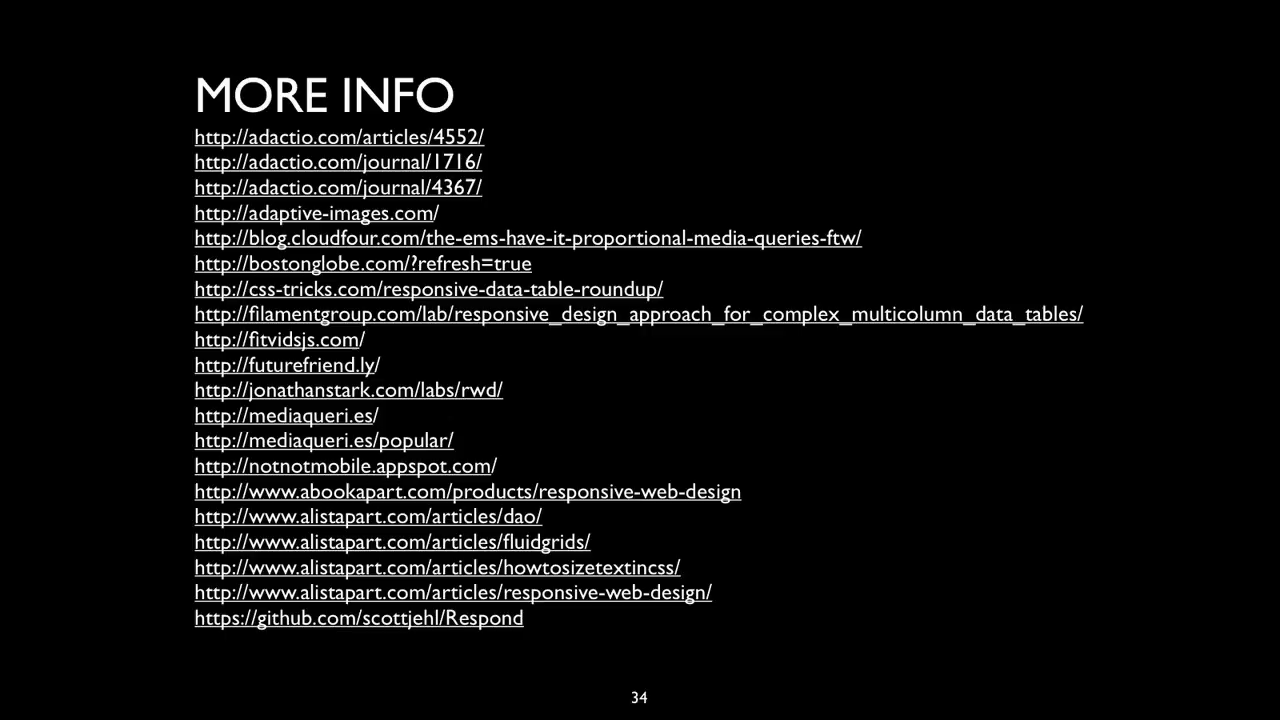 MORE INFO
http://adactio.com/articles/4552/
http://adactio.com/journal/1716/
http://adactio.com/journal/4367/
http://adaptive-images.com/
http://blog.cloudfour.com/the-ems-have-it-proportional-media-queries-ftw/
http://bostonglobe.com/?refresh=true
http://css-tricks.com/responsive-data-table-roundup/
http://filamentgroup.com/lab/responsive_design_approach_for_complex_multicolumn_data_tables/
http://fitvidsjs.com/
http://futurefriend.ly/
http://jonathanstark.com/labs/rwd/
http://mediaqueri.es/
http://mediaqueri.es/popular/
http://notnotmobile.appspot.com/
http://www.abookapart.com/products/responsive-web-design
http://www.alistapart.com/articles/dao/
http://www.alistapart.com/articles/fluidgrids/
http://www.alistapart.com/articles/howtosizetextincss/
http://www.alistapart.com/articles/responsive-web-design/
https://github.com/scottjehl/Respond
34